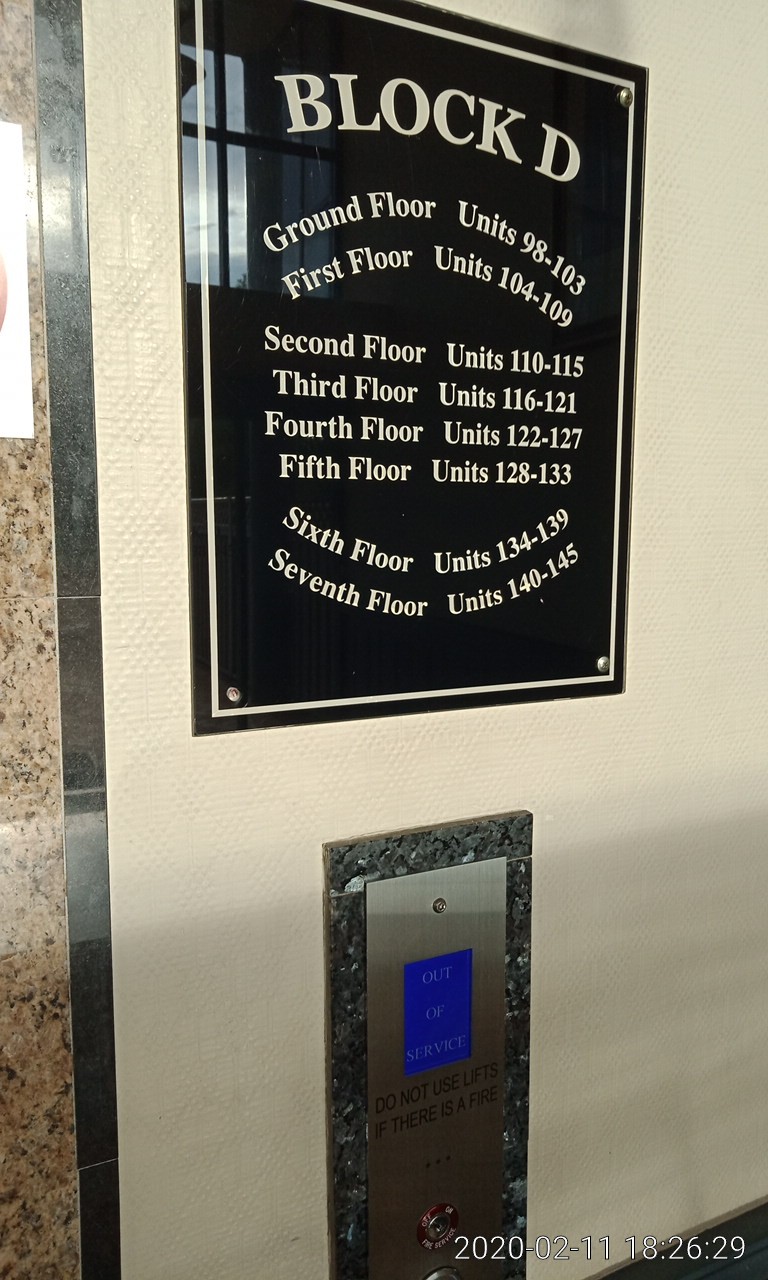 BLOCK D
Ground Floor Units 98-103
First Floor Units 104-109
Second Floor Units 110-115
Third Floor Units 116-121
Fourth Floor Units 122-127
Fifth Floor Units 128-133
Sixth Floor Units 134-139
Seventh Floor Units 140-145
OUT
OF
SERVICE
DO NOT USE LIFTS
IF THERE IS A FIRE
FIRE SERVICE
2020-02-11 18:26:29